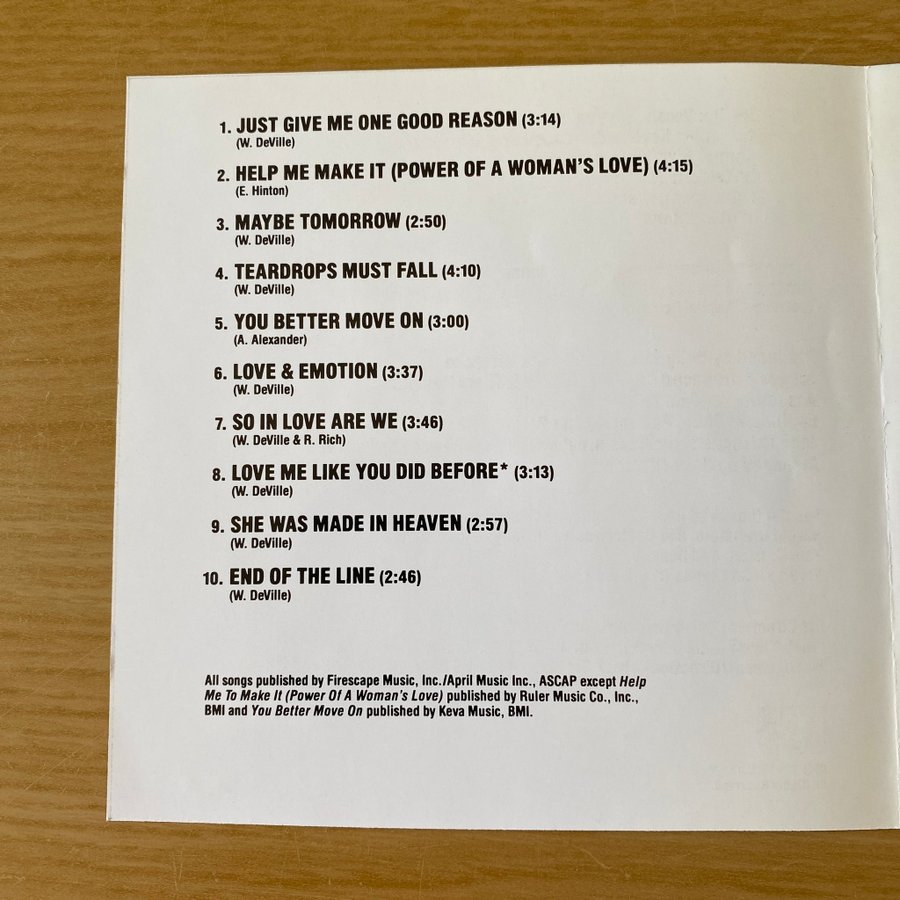 1. JUST GIVE ME ONE GOOD REASON (3:14)
(W. DeVille)
2. HELP ME MAKE IT (POWER OF A WOMAN'S LOVE) (4:15)
(E. Hinton)
3. MAYBE TOMORROW (2:50)
(W. DeVille)
4. TEARDROPS MUST FALL (4:10)
(W. DeVille)
5. YOU BETTER MOVE ON (3:00)
(A. Alexander)
6. LOVE & EMOTION (3:37)
(W. DeVille)
7. SO IN LOVE ARE WE (3:46)
(W. DeVille & R. Rich)
8. LOVE ME LIKE YOU DID BEFORE* (3:13)
(W. DeVille)
9. SHE WAS MADE IN HEAVEN (2:57)
(W. DeVille)
10. END OF THE LINE (2:46)
(W. DeVille)
All songs published by Firescape Music, Inc./April Music Inc., ASCAP except Help
Me To Make It (Power Of A Woman's Love) published by Ruler Music Co., Inc.,
BMI and You Better Move On published by Keva Music, BMI.